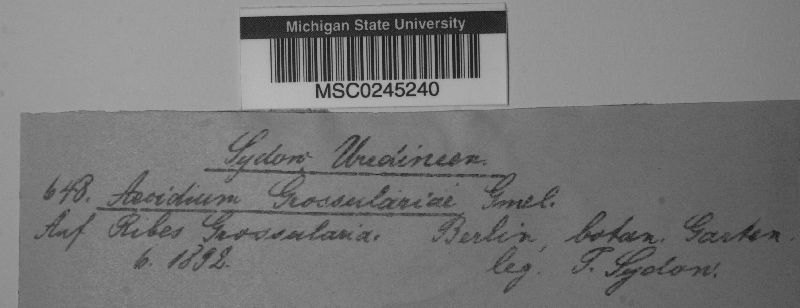 Michigan State University
MSC0245240
Sydow Uredineen.
648. Aecidium Grossulariae Gmel.
Auf Ribes Grossularia. Berlin, botan. Garten.
6. 1892. leg. P. Sydow.